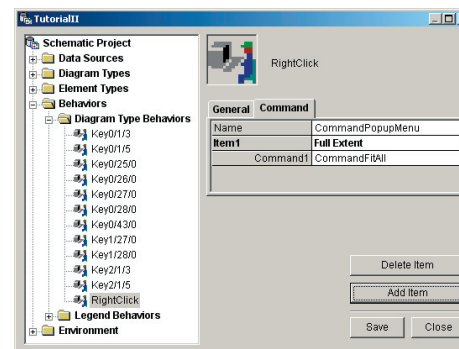 TutorialII
Schematic Project
Data Sources
Diagram Types
Element Types
Behaviors
Diagram Type Behaviors
Key0/1/3
Key0/1/5
Key0/25/0
Key0/26/0
Key0/27/0
Key0/28/0
Key0/43/0
Key1/27/0
Key1/28/0
Key2/1/3
Key2/1/5
RightClick
Legend Behaviors
Environment
RightClick
General Command
Name CommandPopupMenu
Item1 Full Extent
Command1 CommandFitAll
Delete Item
Add Item
Save Close